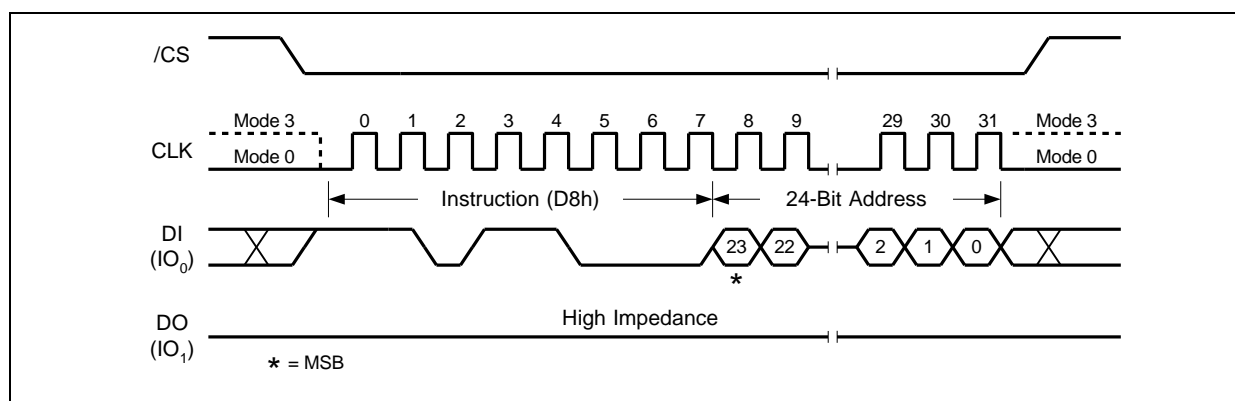 /CS
Mode 3
0 1 2 3 4 5 6 7 8 9 29 30 31
Mode 3
CLK
Mode 0
Mode 0
Instruction (D8h)
24-Bit Address
DI
(IO0)
23 22 2 1 0
*
High Impedance
DO
(IO1)
* = MSB